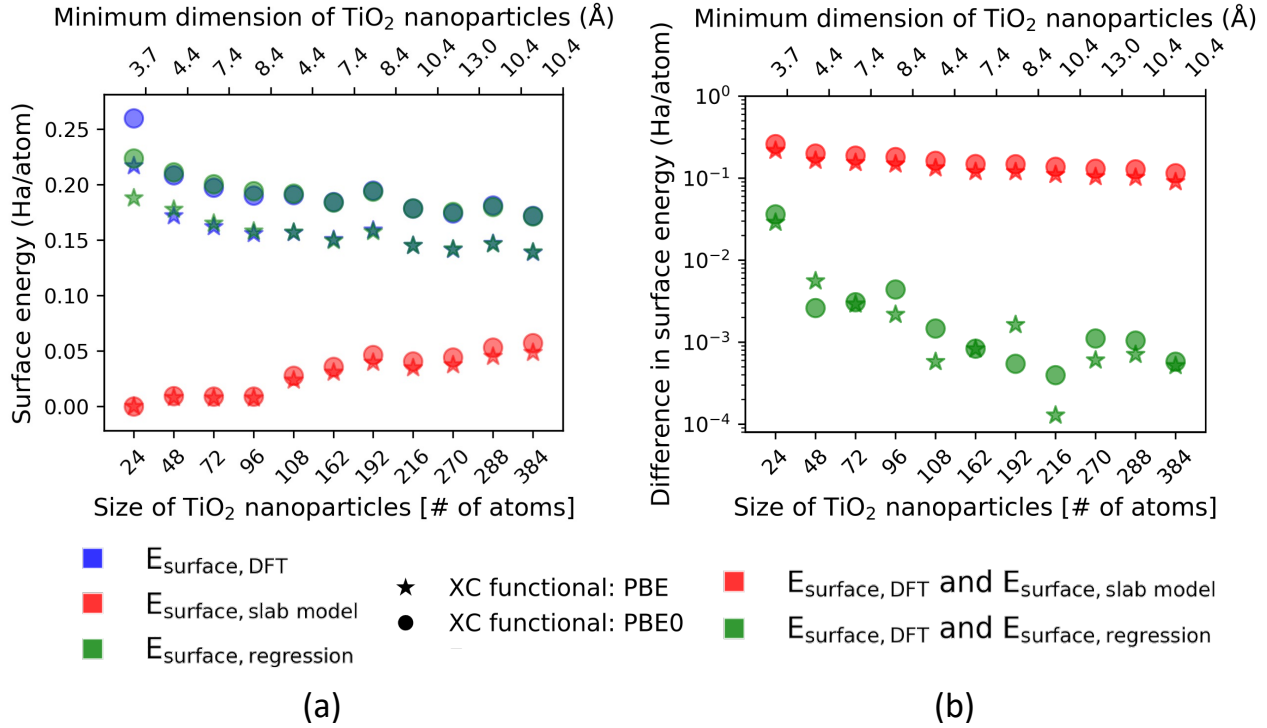 Minimum dimension of TiO₂ nanoparticles (Å)
3.7 4.4 7.4 8.4 4.4 7.4 8.4 10.4 13.0 10.4 10.4
Surface energy (Ha/atom)
0.25
0.20
0.15
0.10
0.05
0.00
24 48 72 96 108 162 192 216 270 288 384
Size of TiO₂ nanoparticles [# of atoms]
E surface, DFT
E surface, slab model
E surface, regression
XC functional: PBE
XC functional: PBE0
(a)
Minimum dimension of TiO₂ nanoparticles (Å)
3.7 4.4 7.4 8.4 4.4 7.4 8.4 10.4 13.0 10.4 10.4
Difference in surface energy (Ha/atom)
10⁰
10⁻¹
10⁻²
10⁻³
10⁻⁴
24 48 72 96 108 162 192 216 270 288 384
Size of TiO₂ nanoparticles [# of atoms]
E surface, DFT and E surface, slab model
E surface, DFT and E surface, regression
(b)